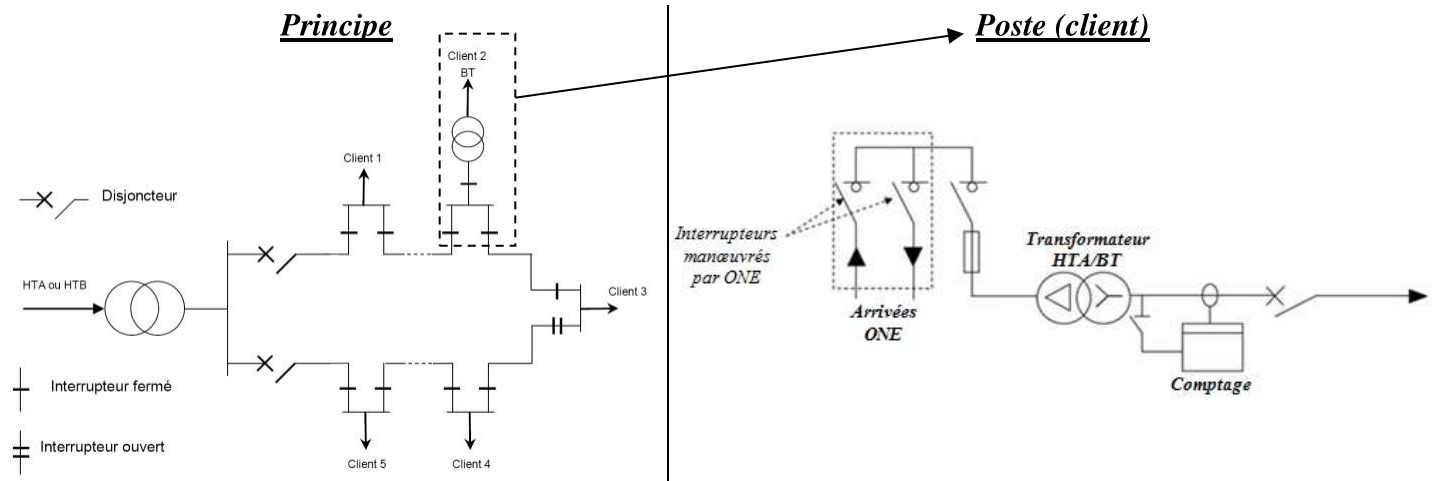 Principe
Poste (client)
Client 2
BT
Client 1
Disjoncteur
HTA ou HTB
Client 3
Interrupteur fermé
Interrupteur ouvert
Client 5
Client 4
Interrupteurs
manœuvrés
par ONE
Arrivées
ONE
Transformateur
HTA/BT
Comptage